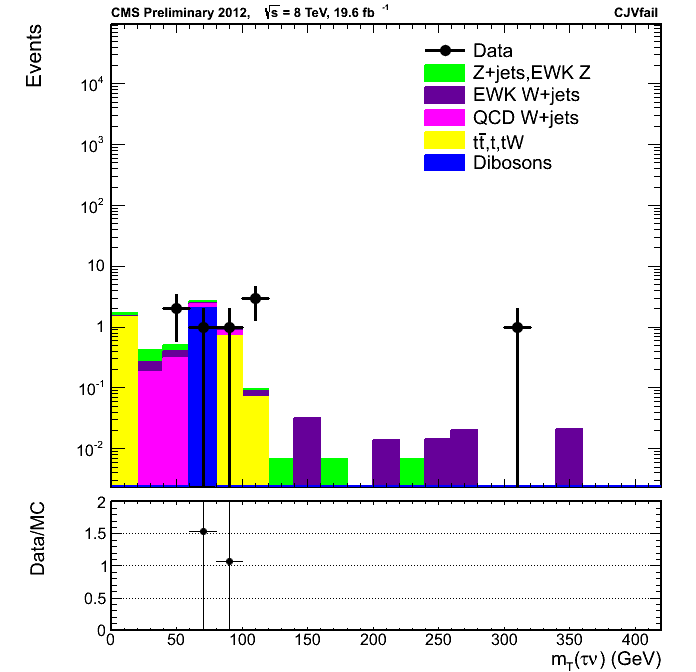 CMS Preliminary 2012, √s = 8 TeV, 19.6 fb⁻¹ CJVfail
Events
Data
Z+jets,EWK Z
EWK W+jets
QCD W+jets
tt̄,t,tW
Dibosons
10⁴
10³
10²
10
1
10⁻¹
10⁻²
Data/MC
2
1.5
1
0.5
0
0 50 100 150 200 250 300 350 400
m_T(τν) (GeV)